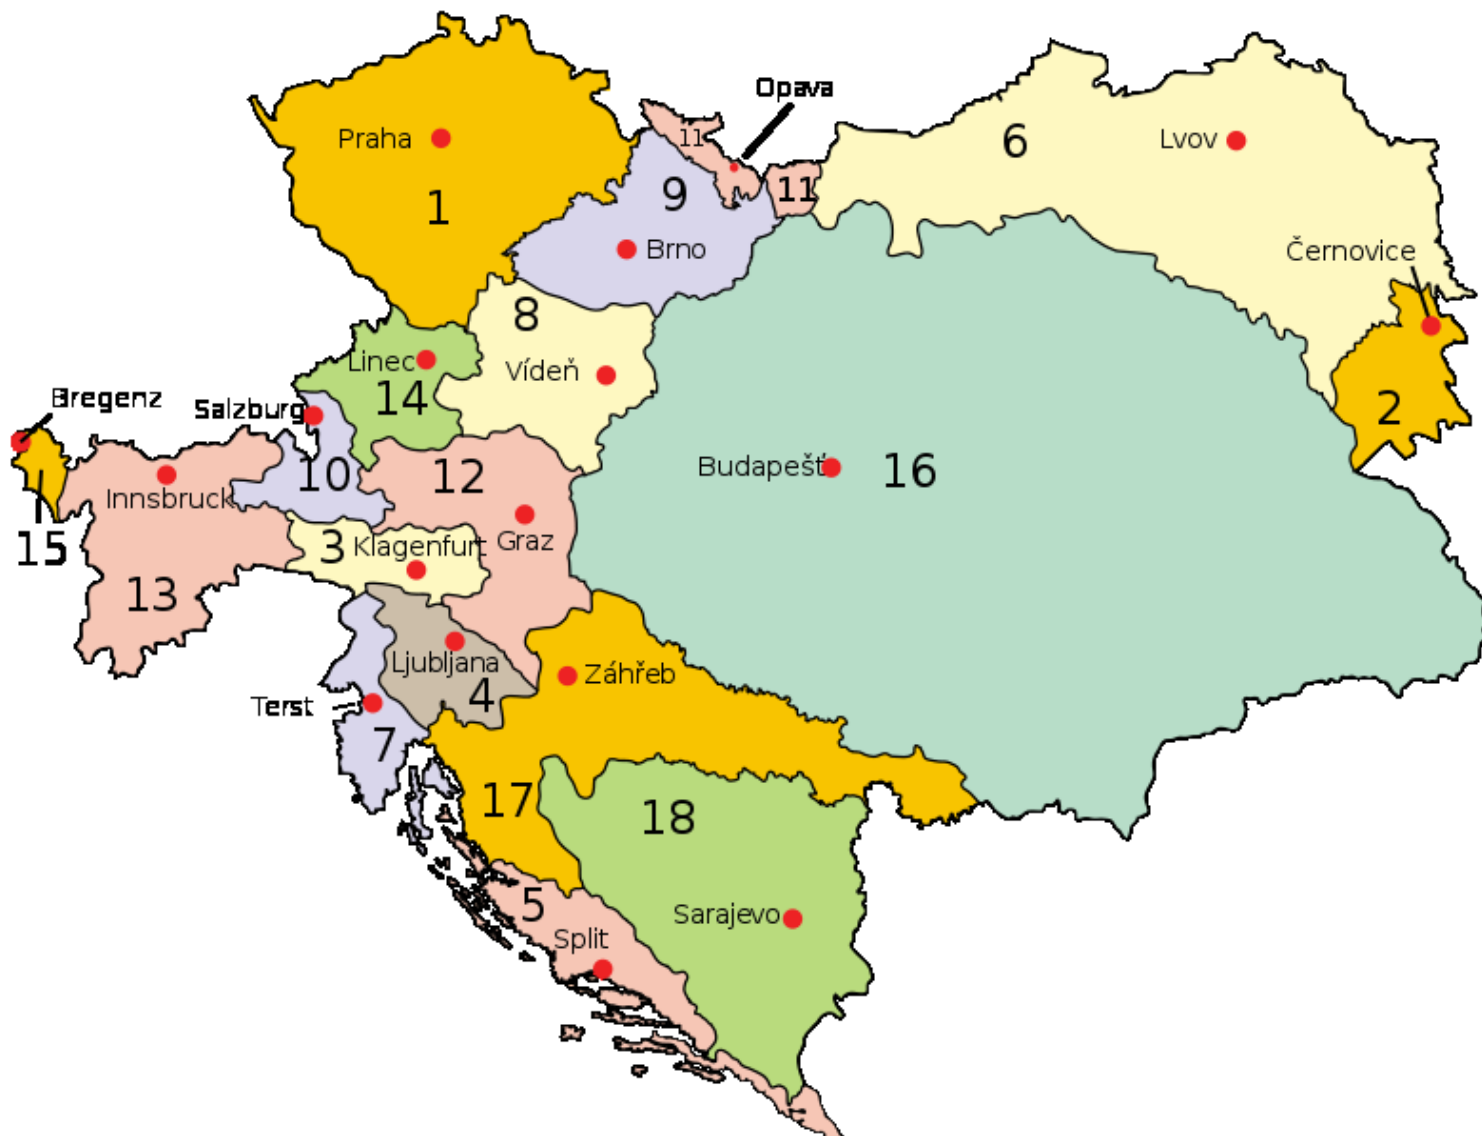 Opava
Praha
11
6
Lvov
1
9
11
Brno
Černovice
8
Linec
Vídeň
14
2
Bregenz
Salzburg
Budapešť
16
10
12
Innsbruck
15
3
Klagenfurt
Graz
13
Ljubljana
4
Záhřeb
Terst
7
17
18
5
Sarajevo
Split